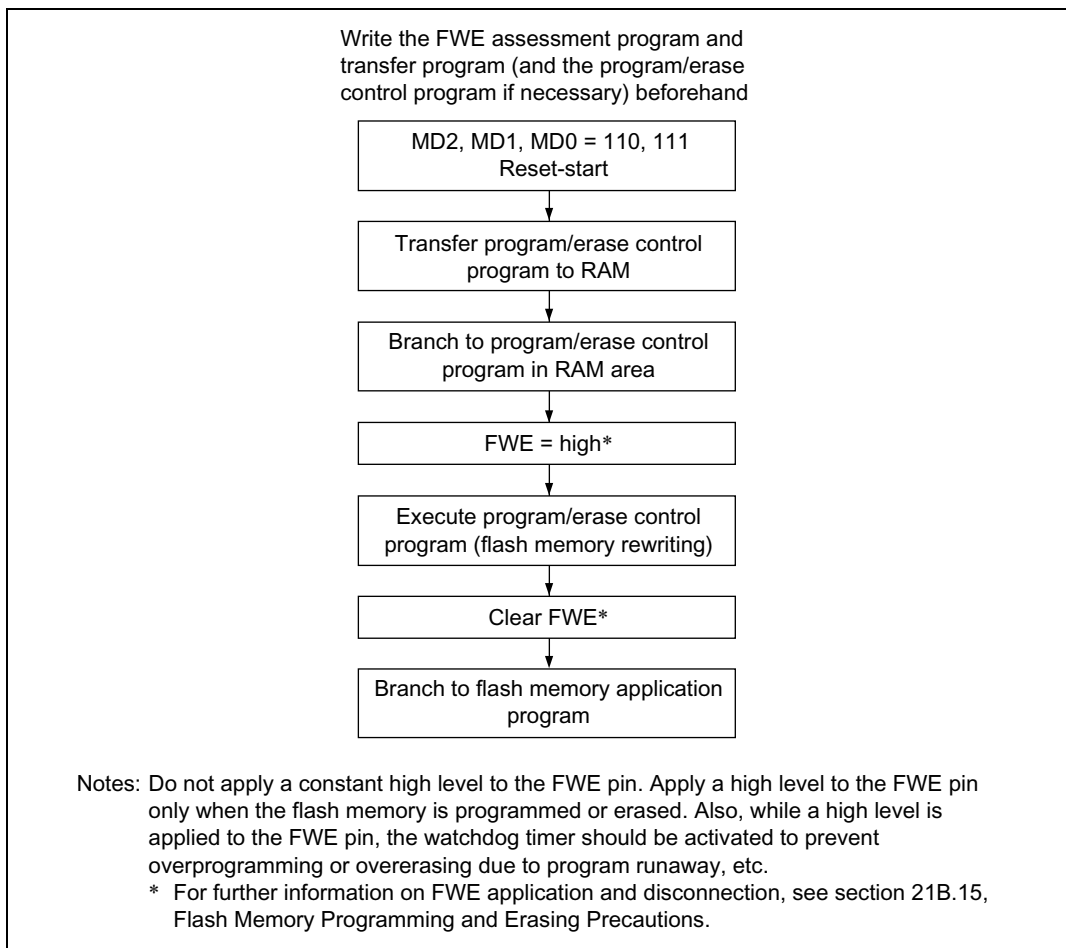 Write the FWE assessment program and
transfer program (and the program/erase
control program if necessary) beforehand
MD2, MD1, MD0 = 110, 111
Reset-start
Transfer program/erase control
program to RAM
Branch to program/erase control
program in RAM area
FWE = high*
Execute program/erase control
program (flash memory rewriting)
Clear FWE*
Branch to flash memory application
program
Notes: Do not apply a constant high level to the FWE pin. Apply a high level to the FWE pin
only when the flash memory is programmed or erased. Also, while a high level is
applied to the FWE pin, the watchdog timer should be activated to prevent
overprogramming or overerasing due to program runaway, etc.
* For further information on FWE application and disconnection, see section 21B.15,
Flash Memory Programming and Erasing Precautions.